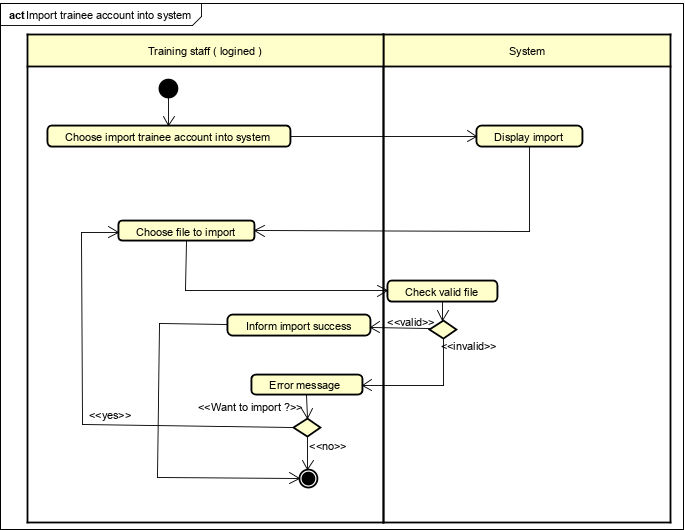 act Import trainee account into system
Training staff ( logined )
System
Choose import trainee account into system
Display import
Choose file to import
Check valid file
Inform import success
<<valid>>
<<invalid>>
Error message
<<Want to import ?>>
<<yes>>
<<no>>